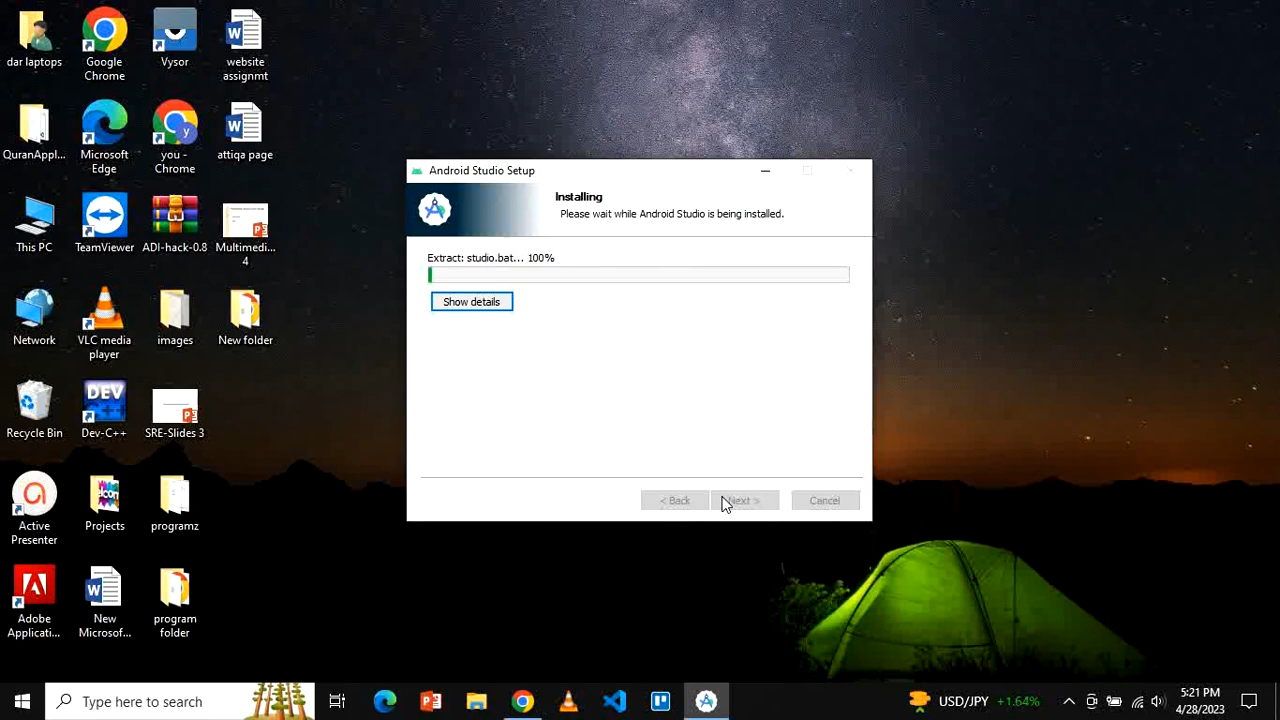 dar laptops
Google
Chrome
Vysor
website
assignmt
QuranAppl...
Microsoft
Edge
you -
Chrome
attiqa page
This PC
TeamViewer
ADI-hack-0.8
Multimedi...
4
Network
VLC media
player
images
New folder
Recycle Bin
DEV
C++
Dev-C++
SRE-Slides 3
Active
Presenter
Projects
programz
Adobe
Applicati...
New
Microsof...
program
folder
Android Studio Setup
Installing
Please wait while Android Studio is being installed.
Extract: studio.bat... 100%
Show details
< Back
Next >
Cancel
Type here to search
USD/JPY +1.64%
5:21 PM
4/28/2023